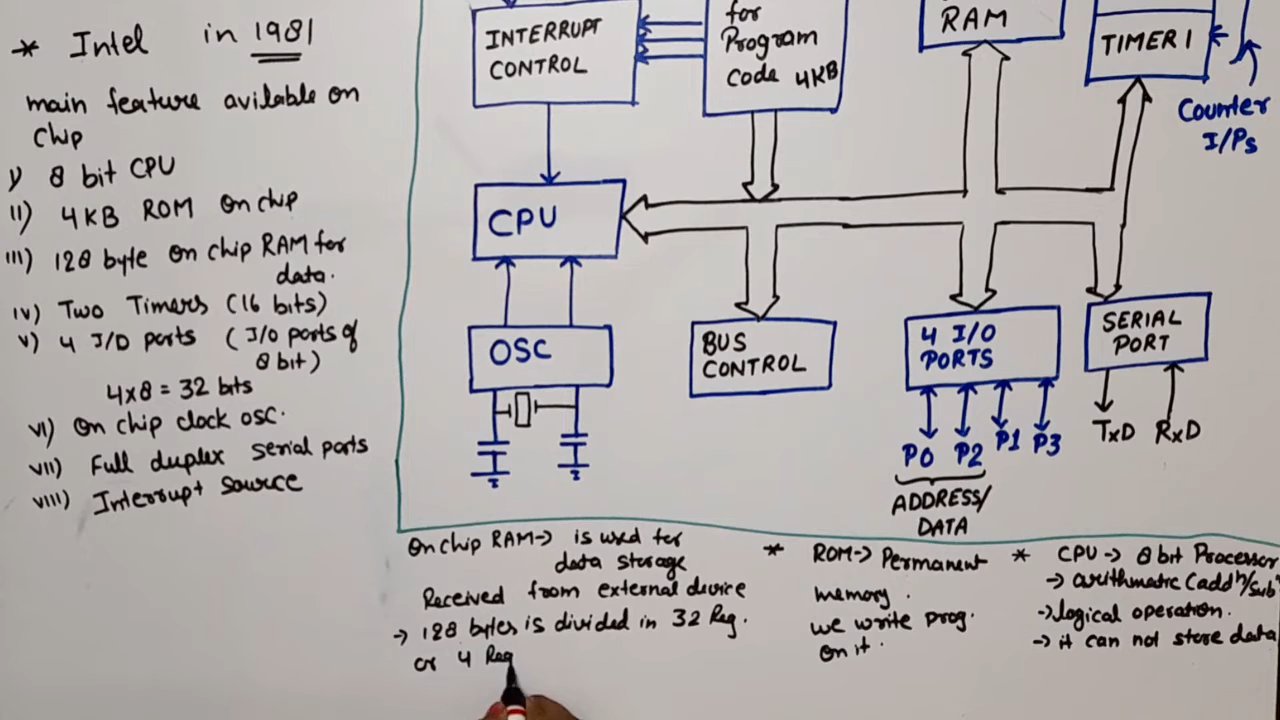 * Intel in 1981
main feature avilable on
chip
I) 8 bit CPU
II) 4KB ROM On chip
III) 128 byte on chip RAM for
data.
IV) Two Timers (16 bits)
V) 4 I/O ports ( I/O ports of
8 bit)
4x8 = 32 bits
VI) On chip clock osc.
VII) Full duplex serial ports
VIII) Interrupt source
INTERRUPT
CONTROL
for
Program
Code 4KB
RAM
TIMER 1
Counter
I/Ps
CPU
OSC
BUS
CONTROL
4 I/O
PORTS
SERIAL
PORT
P0 P2 P1 P3
TxD RxD
ADDRESS/
DATA
On chip RAM-> is used for
data storage
Received from external device
-> 128 bytes is divided in 32 Reg.
or 4 Reg
* ROM-> Permanent
memory.
we write prog.
on it.
* CPU-> 8 bit Processor
-> arithmatic (addn/sub
-> logical operation.
-> it can not store data